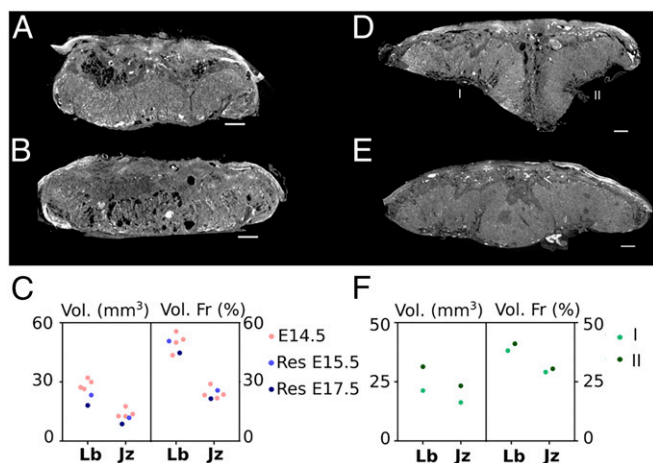 A
D
I
II
B
E
C
Vol. (mm3)
Vol. Fr (%)
60
60
30
30
0
0
Lb
Jz
Lb
Jz
E14.5
Res E15.5
Res E17.5
F
Vol. (mm3)
Vol. Fr (%)
50
50
25
25
0
0
Lb
Jz
Lb
Jz
I
II